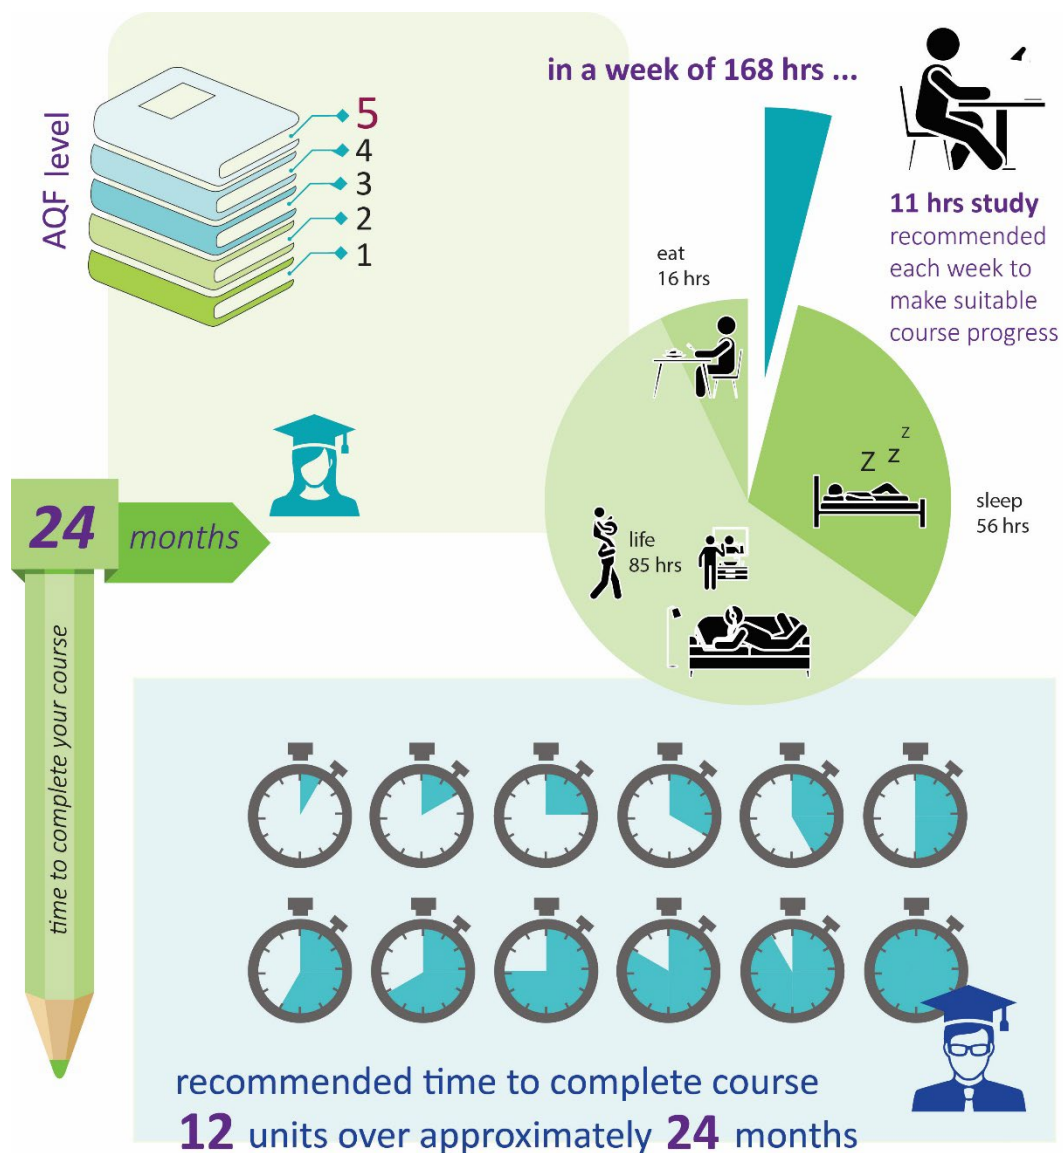 AQF level
5
4
3
2
1
in a week of 168 hrs ...
11 hrs study
recommended
each week to
make suitable
course progress
eat
16 hrs
z
z
Z
sleep
56 hrs
life
85 hrs
24 months
time to complete your course
recommended time to complete course
12 units over approximately 24 months